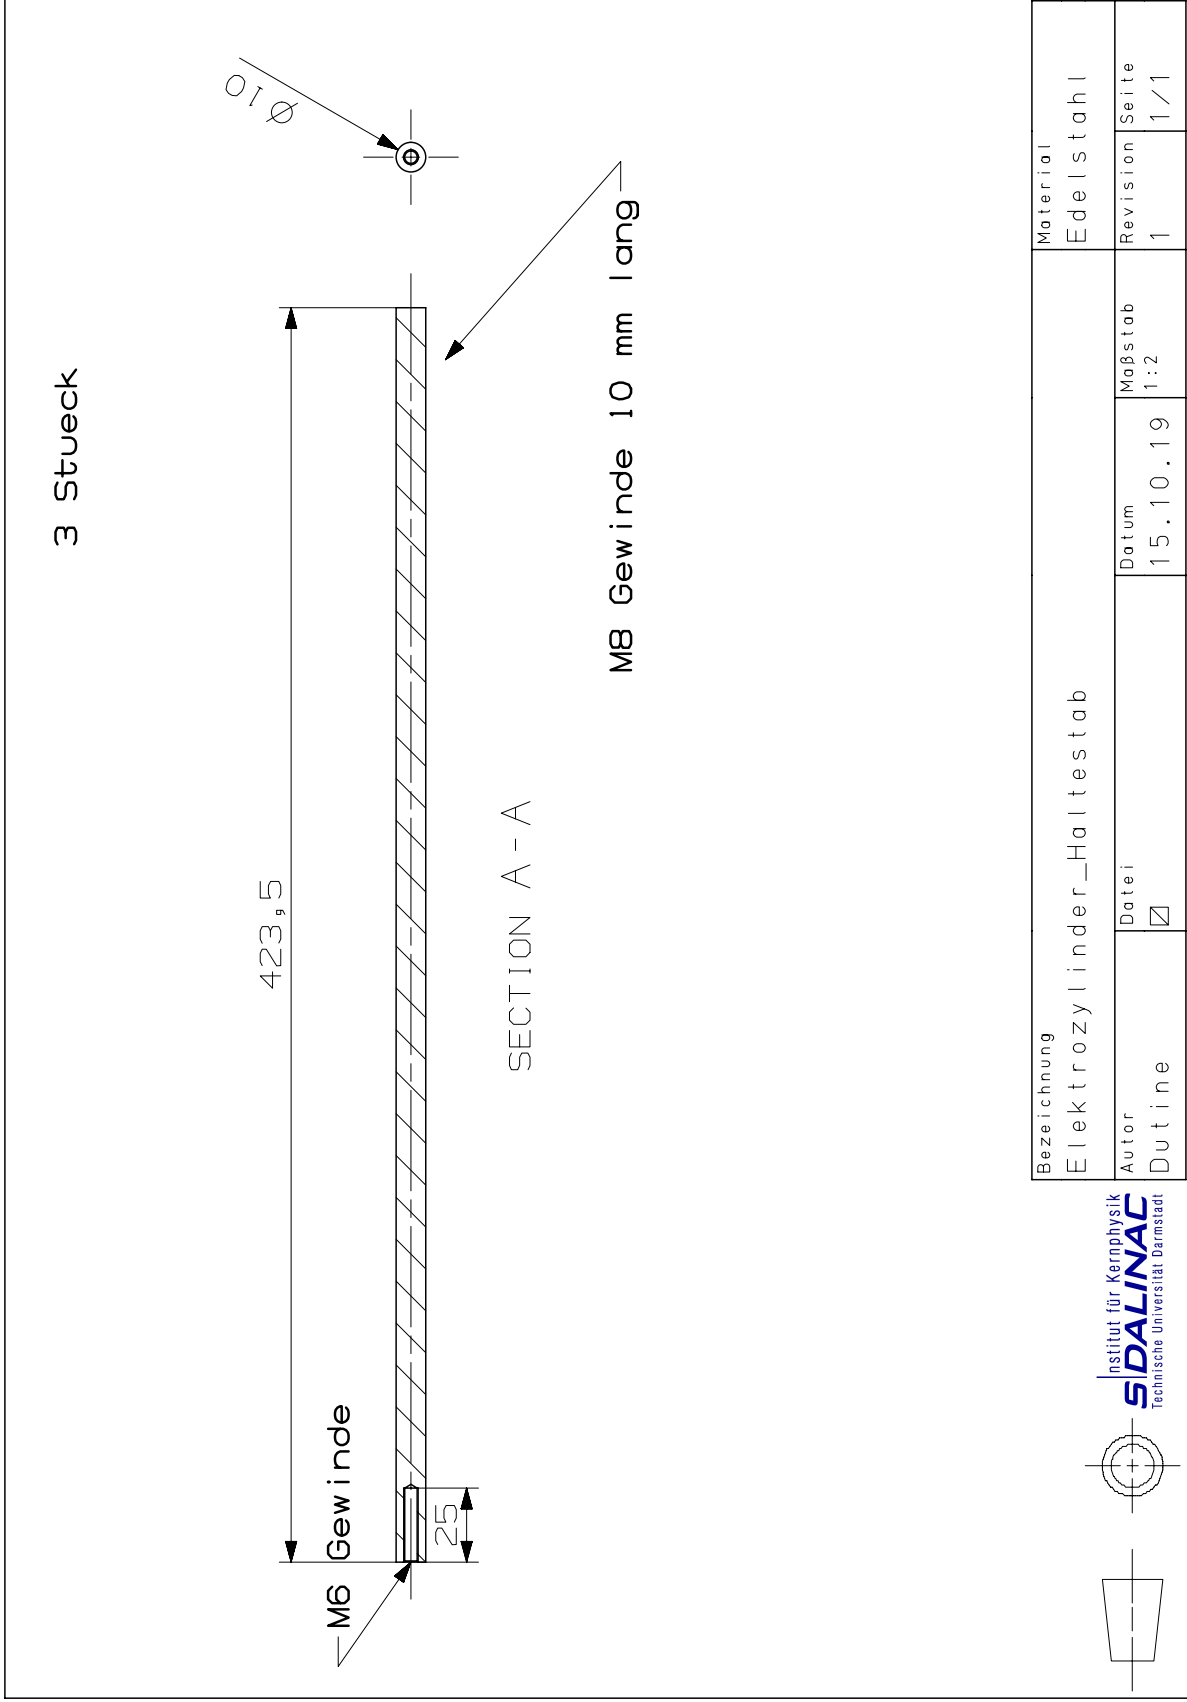 3 Stueck
Ø10
423,5
M6 Gewinde
25
SECTION A-A
M8 Gewinde 10 mm lang
Bezeichnung
Elektrozylinder_Haltestab
Material
Edelstahl
Autor
Dutine
Datei
Datum
15.10.19
Maßstab
1:2
Revision
1
Seite
1/1
Institut für Kernphysik
S DALINAC
Technische Universität Darmstadt